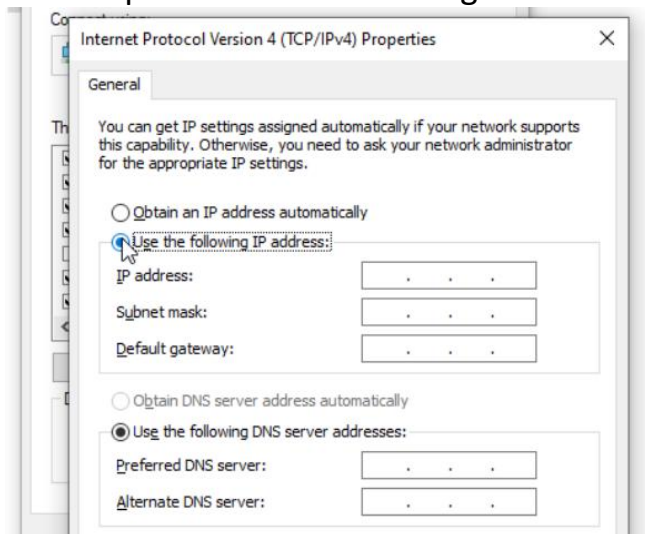 Internet Protocol Version 4 (TCP/IPv4) Properties
General
You can get IP settings assigned automatically if your network supports
this capability. Otherwise, you need to ask your network administrator
for the appropriate IP settings.
Obtain an IP address automatically
Use the following IP address:
IP address:
Subnet mask:
Default gateway:
Obtain DNS server address automatically
Use the following DNS server addresses:
Preferred DNS server:
Alternate DNS server: